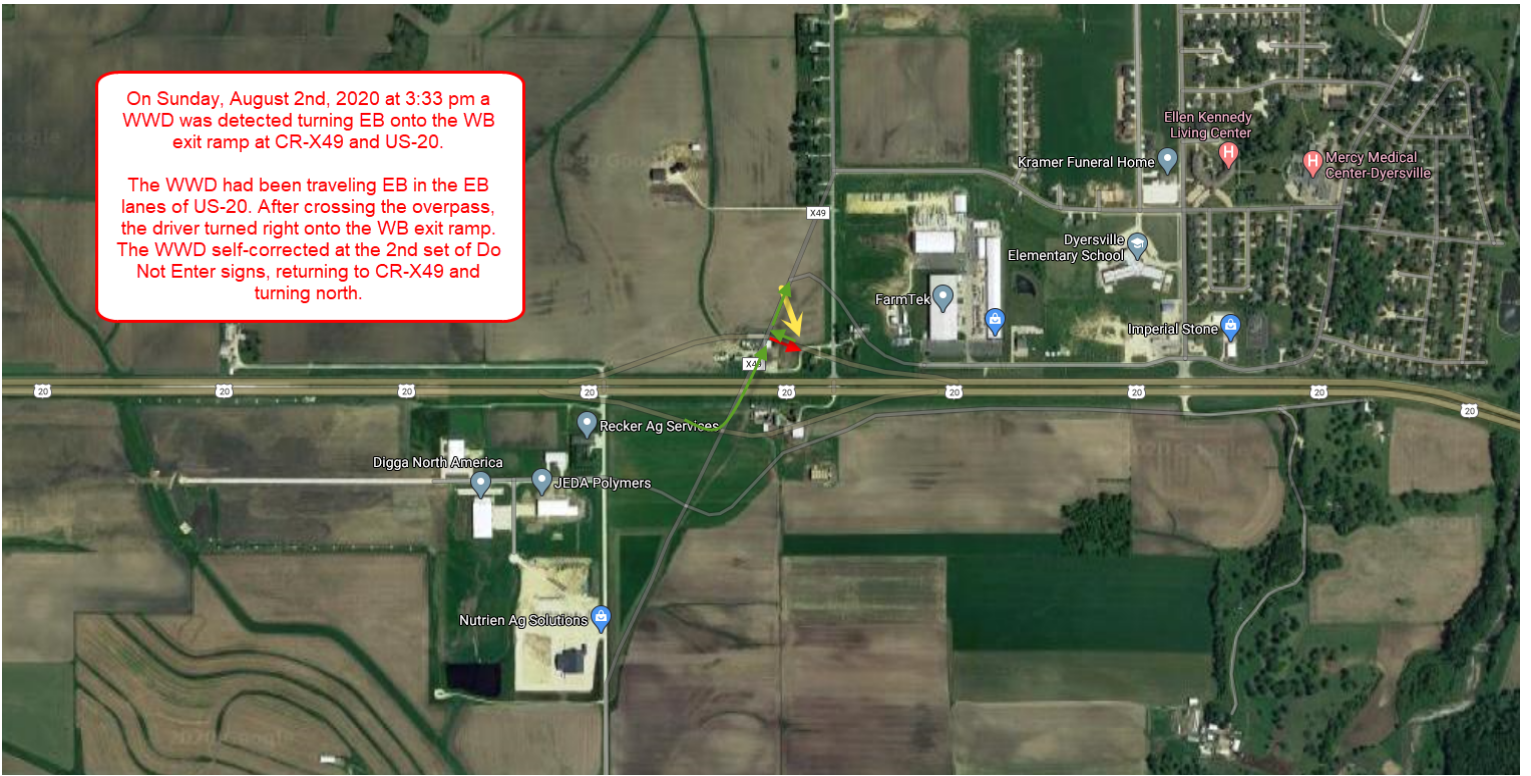 On Sunday, August 2nd, 2020 at 3:33 pm a
WWD was detected turning EB onto the WB
exit ramp at CR-X49 and US-20.
The WWD had been traveling EB in the EB
lanes of US-20. After crossing the overpass,
the driver turned right onto the WB exit ramp.
The WWD self-corrected at the 2nd set of Do
Not Enter signs, returning to CR-X49 and
turning north.
Ellen Kennedy
Living Center
Kramer Funeral Home
H
H
Mercy Medical
Center-Dyersville
X49
Dyersville
Elementary School
FarmTek
Imperial Stone
X49
20
20
20
20
20
20
20
20
20
Recker Ag Services
Digga North America
JEDA Polymers
Nutrien Ag Solutions
2020 Google